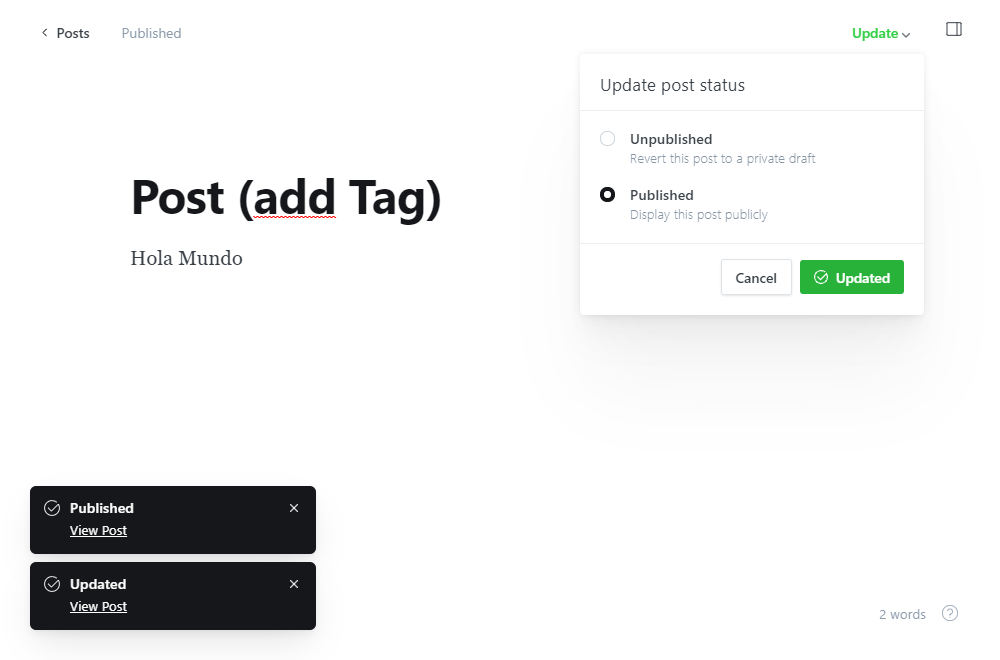 Posts
Published
Update
Update post status
Unpublished
Revert this post to a private draft
Published
Display this post publicly
Cancel
Updated
Post (add Tag)
Hola Mundo
Published
View Post
Updated
View Post
2 words
?